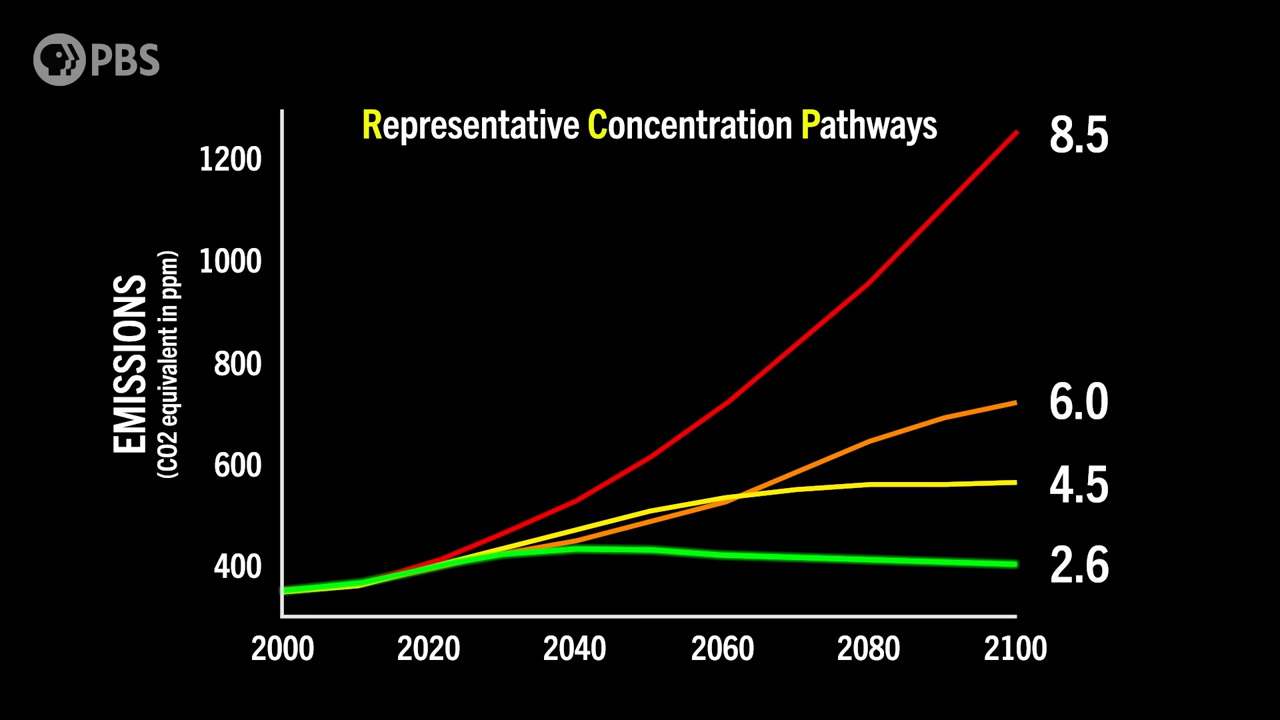 PBS
Representative Concentration Pathways
8.5
1200
1000
800
600
400
EMISSIONS
(CO2 equivalent in ppm)
6.0
4.5
2.6
2000 2020 2040 2060 2080 2100